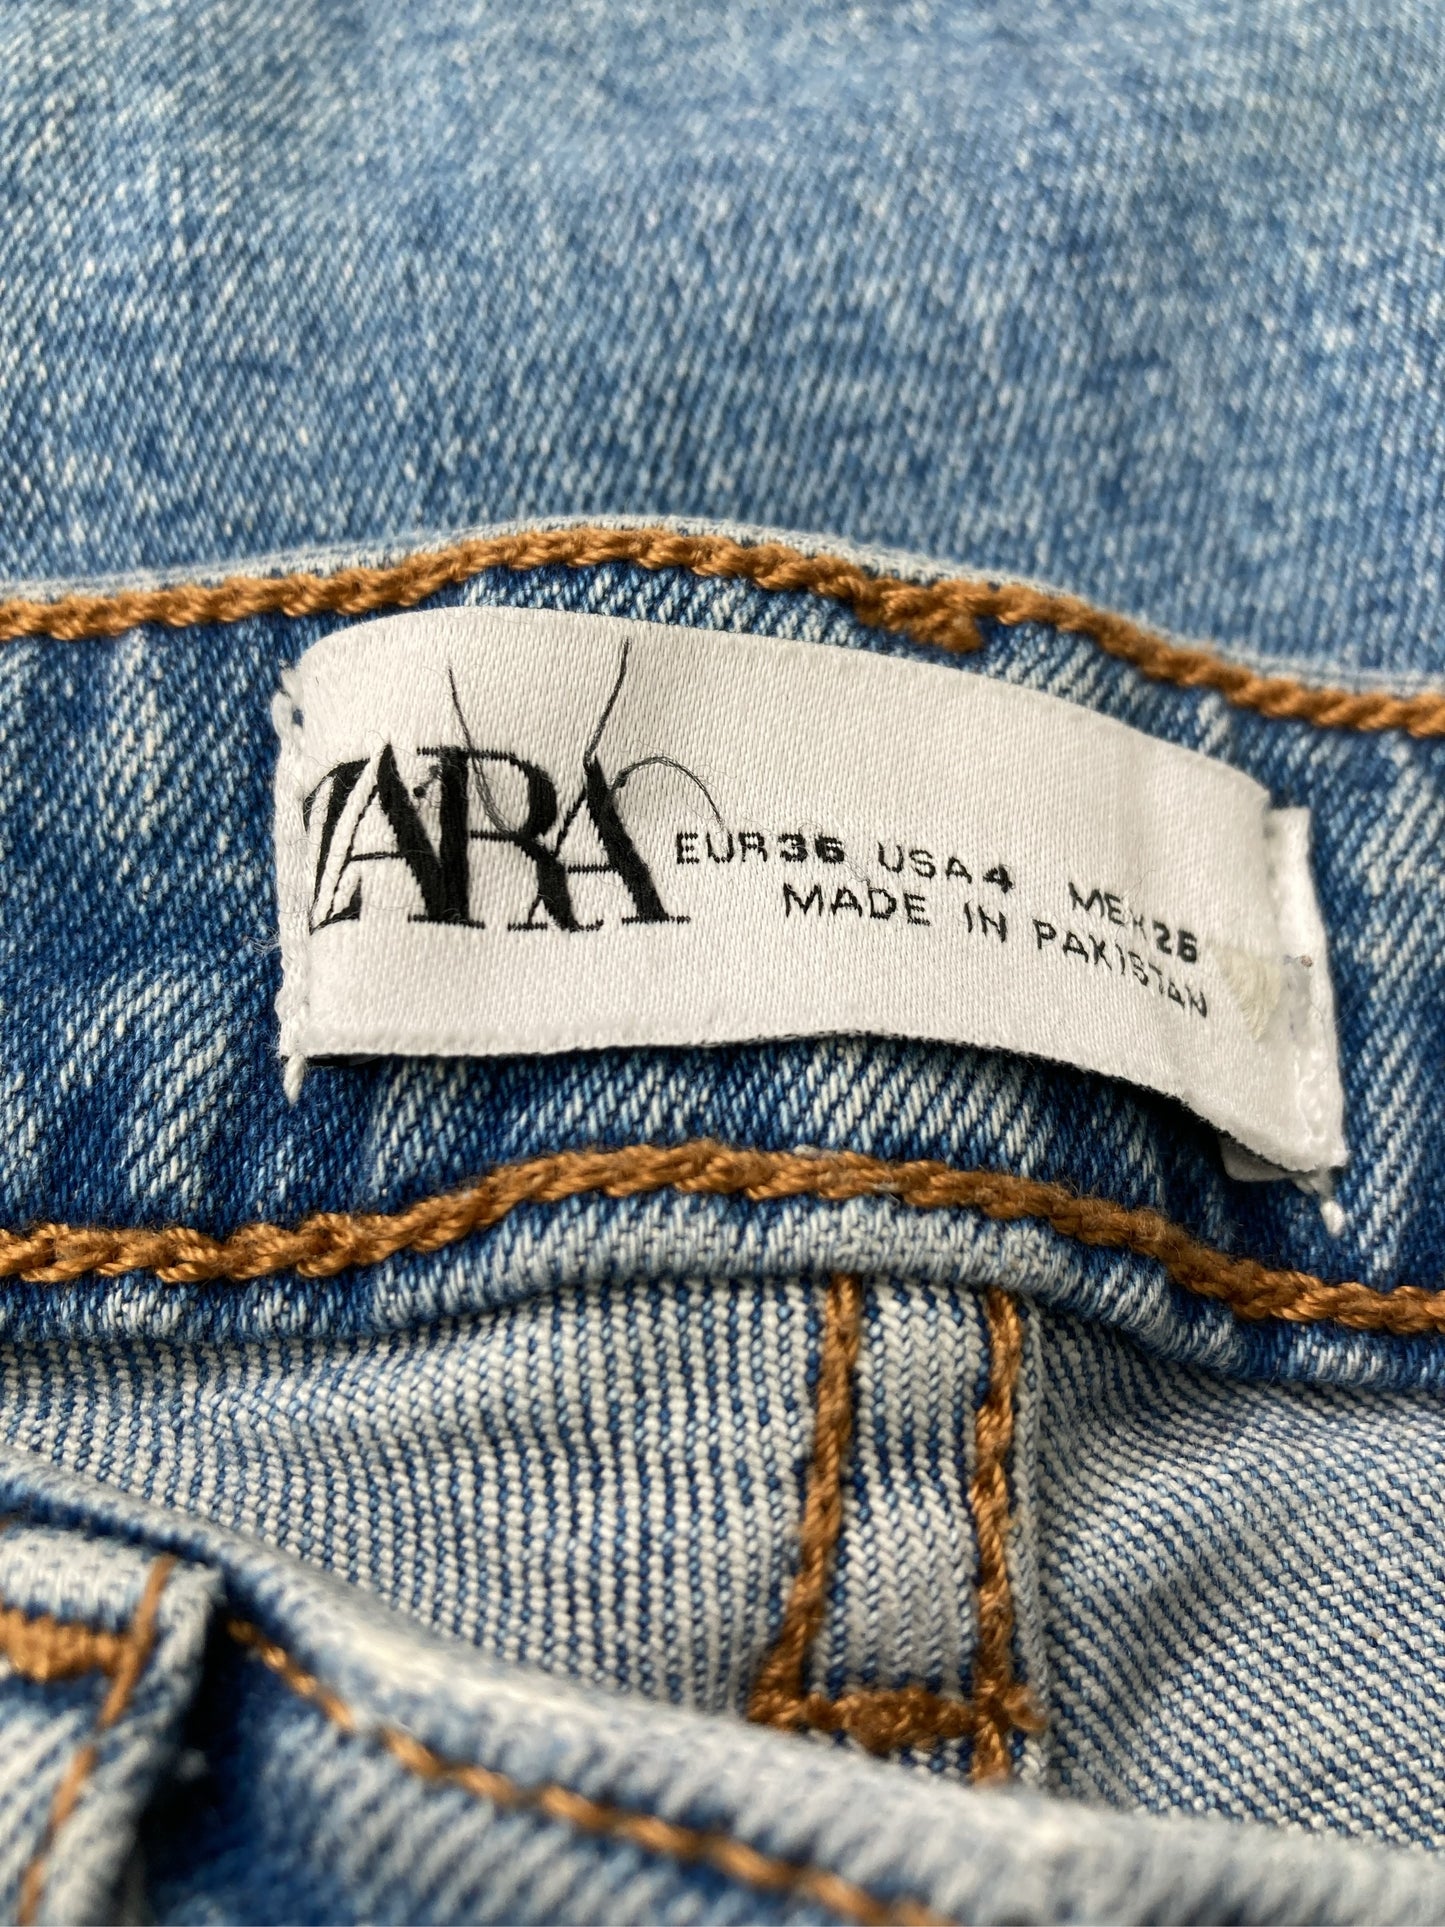 ZARA
EUR 36 USA 4 MEX 26
MADE IN PAKISTAN